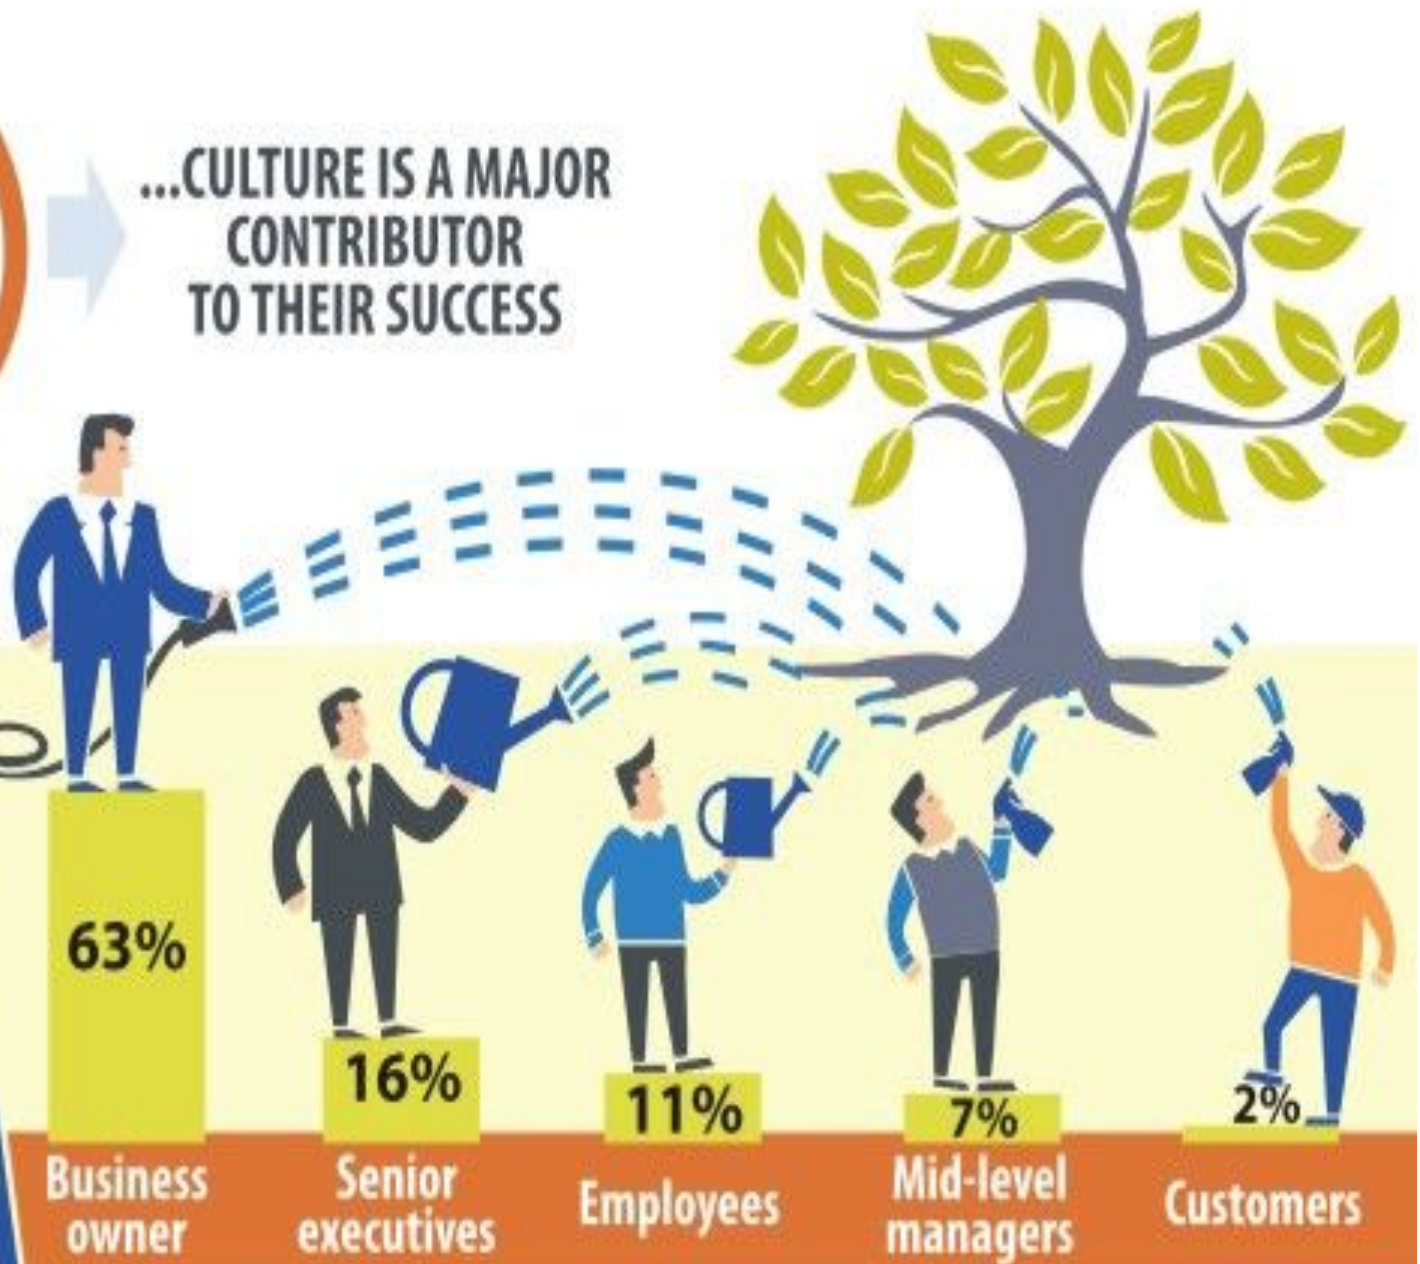 ...CULTURE IS A MAJOR
CONTRIBUTOR
TO THEIR SUCCESS
63%
16%
11%
7%
2%
Business
owner
Senior
executives
Employees
Mid-level
managers
Customers